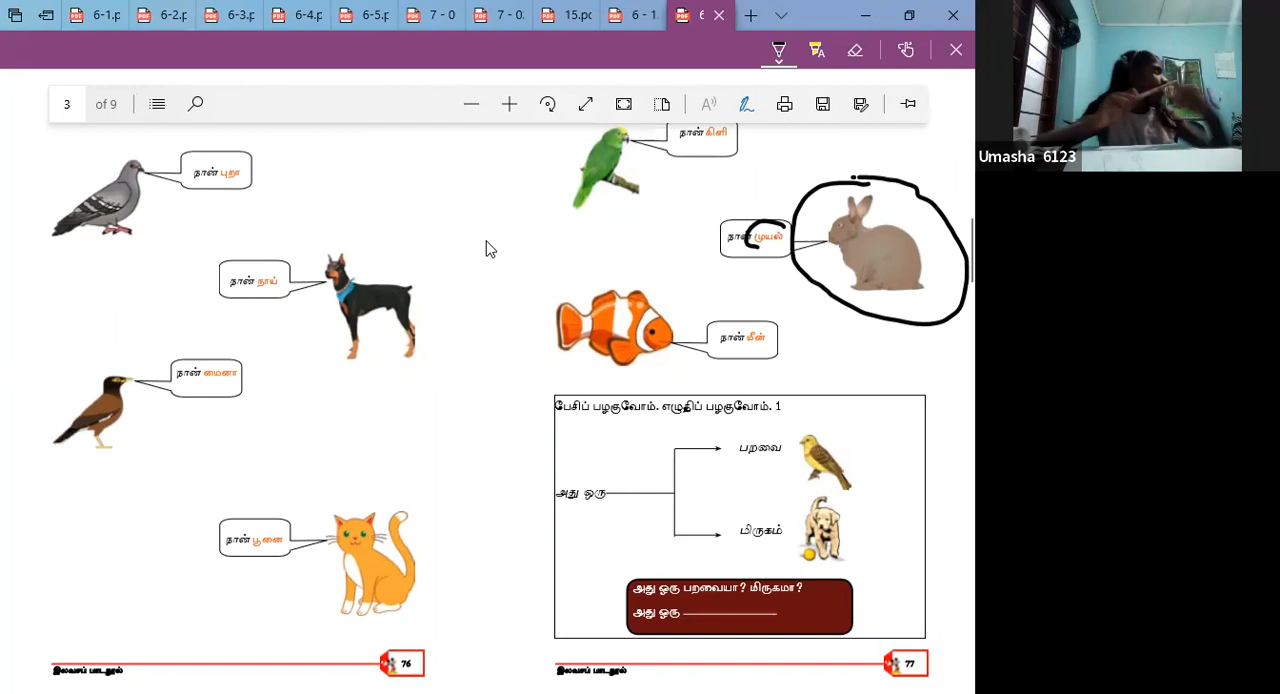 6-1.p
6-2.p
6-3.p
6-4.p
6-5.p
7 - 0
7 - 0
15.pc
6 - 1
6
3 of 9
Umasha 6123
நான் புறா
நான் நாய்
நான் மைனா
நான் பூனை
இலவசப் பாடநூல்
76
நான் கிளி
நான் முயல்
நான் மீன்
பேசிப் பழகுவோம். எழுதிப் பழகுவோம். 1
பறவை
அது ஒரு
மிருகம்
அது ஒரு பறவையா? மிருகமா?
அது ஒரு
இலவசப் பாடநூல்
77